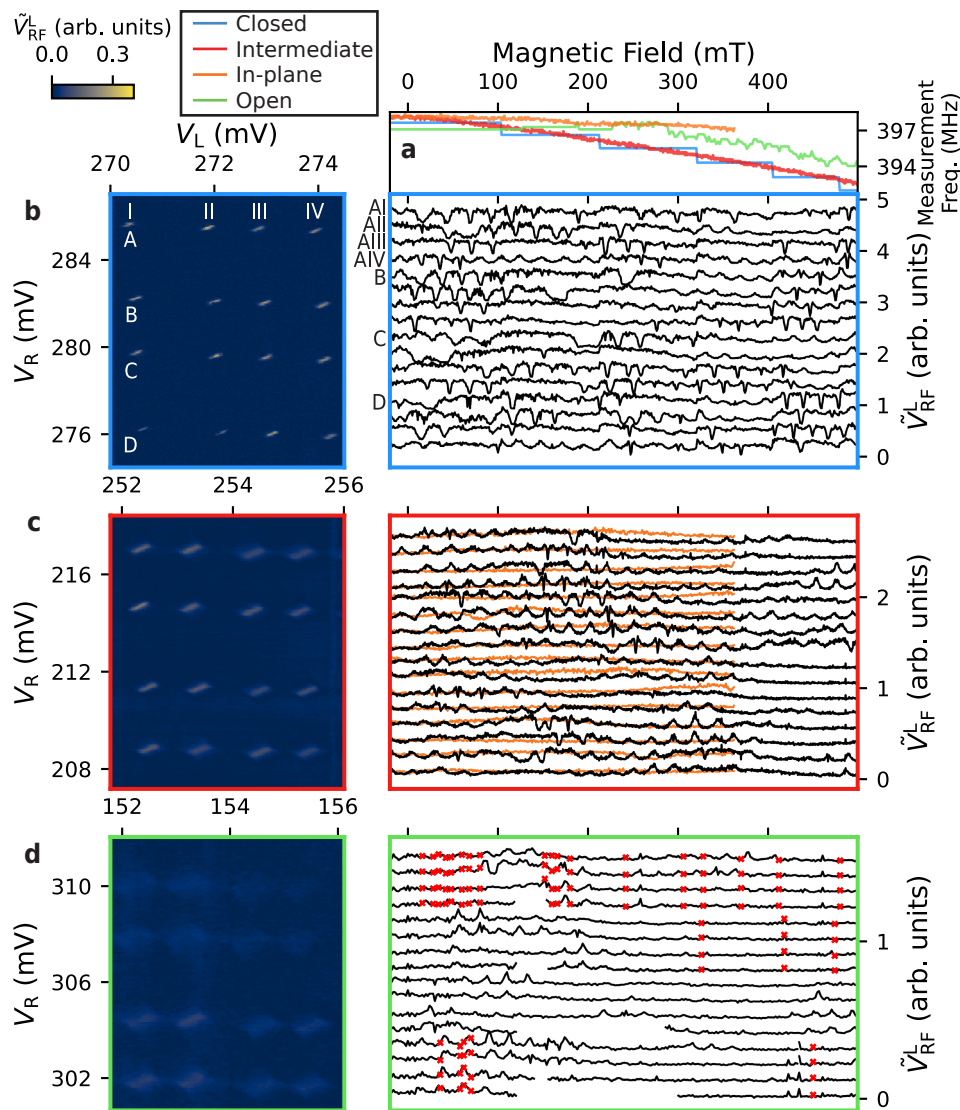 Ṽ^L_RF (arb. units)
0.0 0.3
Closed
Intermediate
In-plane
Open
Magnetic Field (mT)
0 100 200 300 400
V_L (mV)
270 272 274
a
397
394
Measurement
Freq. (MHz)
b
I II III IV
A
B
C
D
284
280
276
V_R (mV)
AI
AII
AIII
AIV
B
C
D
5
4
3
2
1
0
Ṽ^L_RF (arb. units)
252 254 256
c
216
212
208
V_R (mV)
2
1
0
Ṽ^L_RF (arb. units)
152 154 156
d
310
306
302
V_R (mV)
1
0
Ṽ^L_RF (arb. units)